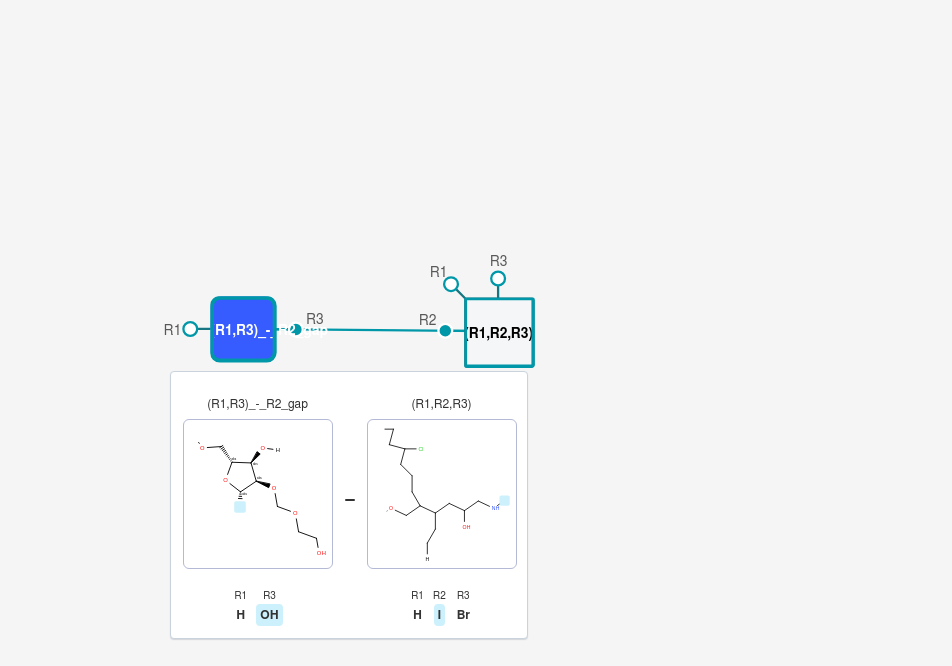 R3
R1
R3
R2
R1
R1,R3)_-_R2_gap
(R1,R2,R3)
(R1,R3)_-_R2_gap
(R1,R2,R3)
O
H
O
Cl
O
O
O
O
NH
OH
OH
H
R1 R3
R1 R2 R3
H OH
H I Br